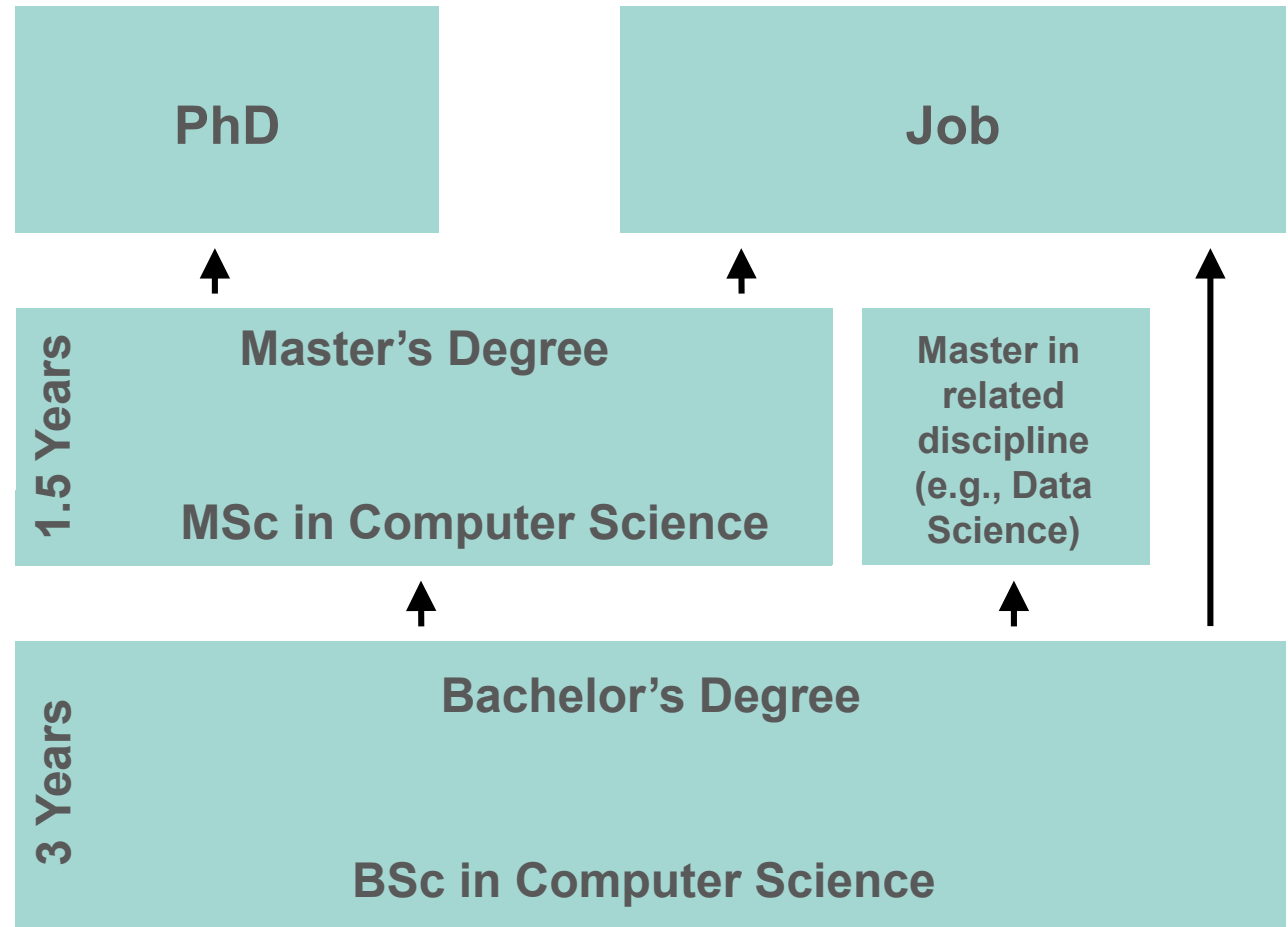 PhD
Job
1.5 Years
Master’s Degree
MSc in Computer Science
Master in
related
discipline
(e.g., Data
Science)
3 Years
Bachelor’s Degree
BSc in Computer Science